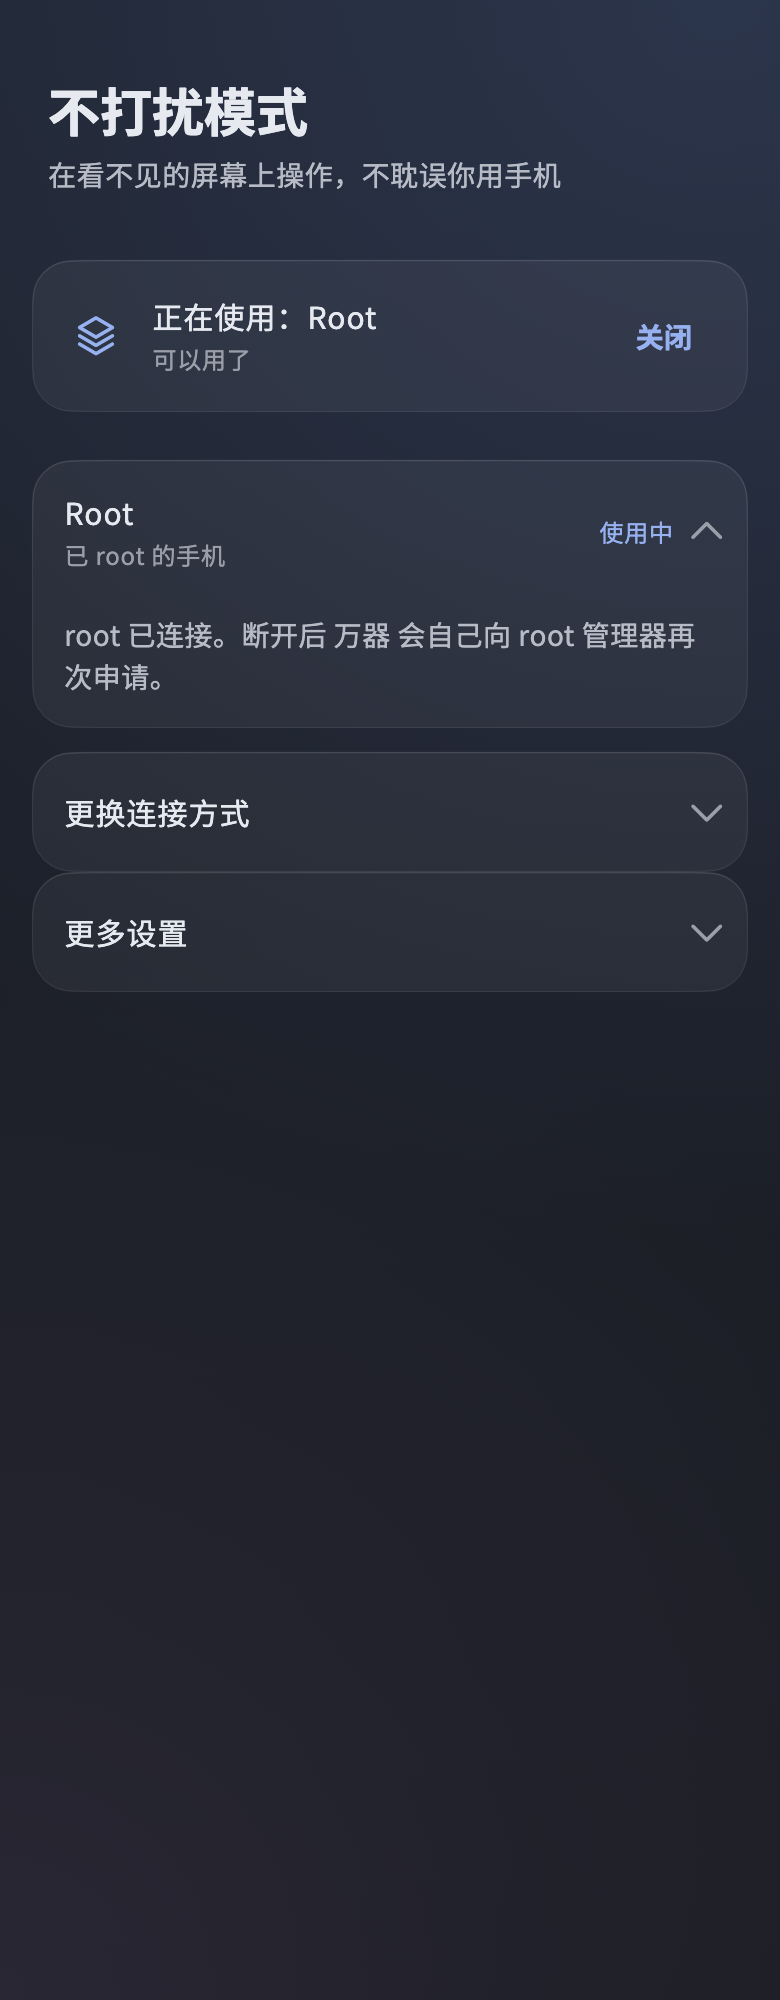 不打扰模式
在看不见的屏幕上操作，不耽误你用手机
正在使用：Root
可以用了
关闭
Root
已 root 的手机
使用中
root 已连接。断开后 万器 会自己向 root 管理器再
次申请。
更换连接方式
更多设置